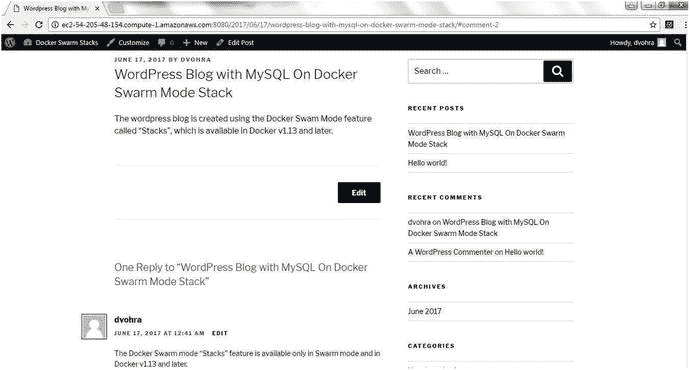 Wordpress Blog with M
ec2-54-205-48-154.compute-1.amazonaws.com:8080/2017/06/17/wordpress-blog-with-mysql-on-docker-swarm-mode-stack/#comment-2
Docker Swarm Stacks Customize 0 New Edit Post Howdy, dvohra
JUNE 17, 2017 BY DVOHRA
WordPress Blog with MySQL On Docker
Swarm Mode Stack
The wordpress blog is created using the Docker Swam Mode feature
called “Stacks”, which is available in Docker v1.13 and later.
Edit
One Reply to “WordPress Blog with MySQL On Docker
Swarm Mode Stack”
dvohra
JUNE 17, 2017 AT 12:41 AM EDIT
The Docker Swarm mode “Stacks” feature is available only in Swarm mode and in
Docker v1.13 and later.
Search ...
RECENT POSTS
WordPress Blog with MySQL On Docker Swarm
Mode Stack
Hello world!
RECENT COMMENTS
dvohra on WordPress Blog with MySQL On
Docker Swarm Mode Stack
A WordPress Commenter on Hello world!
ARCHIVES
June 2017
CATEGORIES